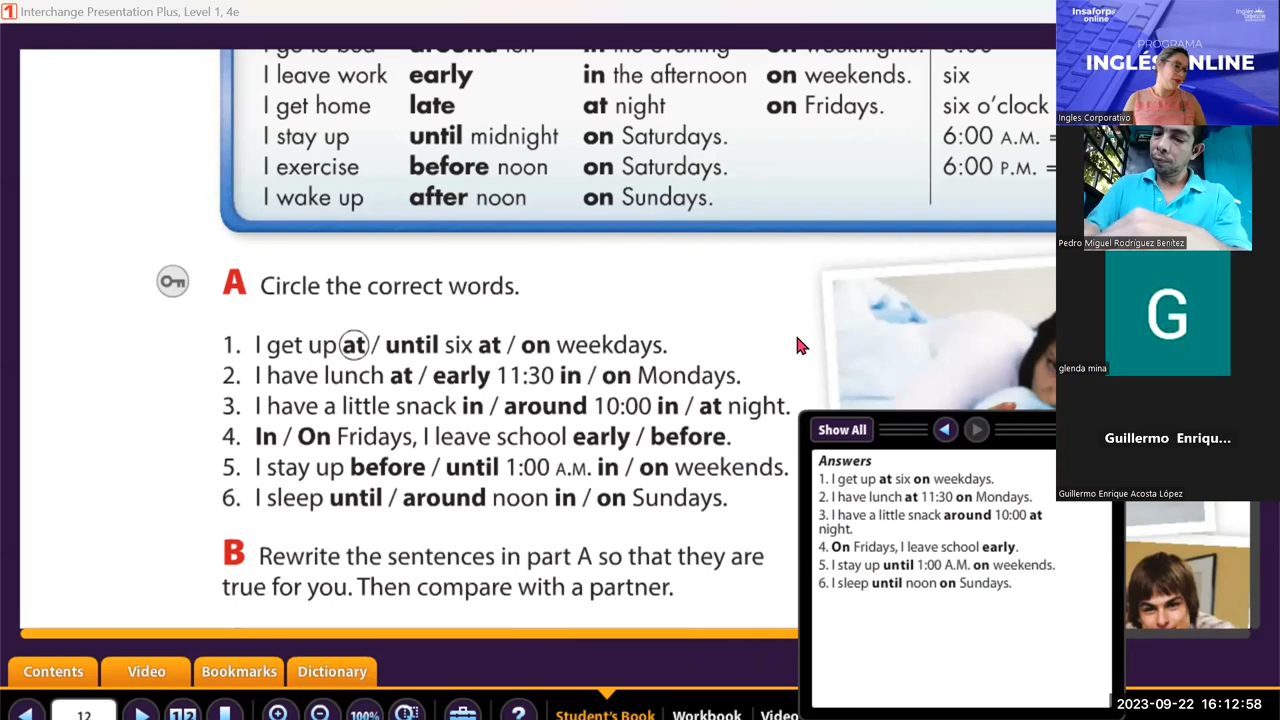 Interchange Presentation Plus, Level 1, 4e
I leave work early in the afternoon on weekends. six
I get home late at night on Fridays. six o'clock
I stay up until midnight on Saturdays. 6:00 A.M. =
I exercise before noon on Saturdays. 6:00 P.M. =
I wake up after noon on Sundays.
A Circle the correct words.
1. I get up at / until six at / on weekdays.
2. I have lunch at / early 11:30 in / on Mondays.
3. I have a little snack in / around 10:00 in / at night.
4. In / On Fridays, I leave school early / before.
5. I stay up before / until 1:00 A.M. in / on weekends.
6. I sleep until / around noon in / on Sundays.
B Rewrite the sentences in part A so that they are
true for you. Then compare with a partner.
Show All
Answers
1. I get up at six on weekdays.
2. I have lunch at 11:30 on Mondays.
3. I have a little snack around 10:00 at
night.
4. On Fridays, I leave school early.
5. I stay up until 1:00 A.M. on weekends.
6. I sleep until noon on Sundays.
Contents Video Bookmarks Dictionary
12
100%
?
Student's Book Workbook Video
Insaforp
online
Inglés
PROGRAMA
INGLÉS ONLINE
Ingles Corporativo
Pedro Miguel Rodríguez Benítez
G
glenda mina
Guillermo Enriqu...
Guillermo Enrique Acosta López
2023-09-22 16:12:58